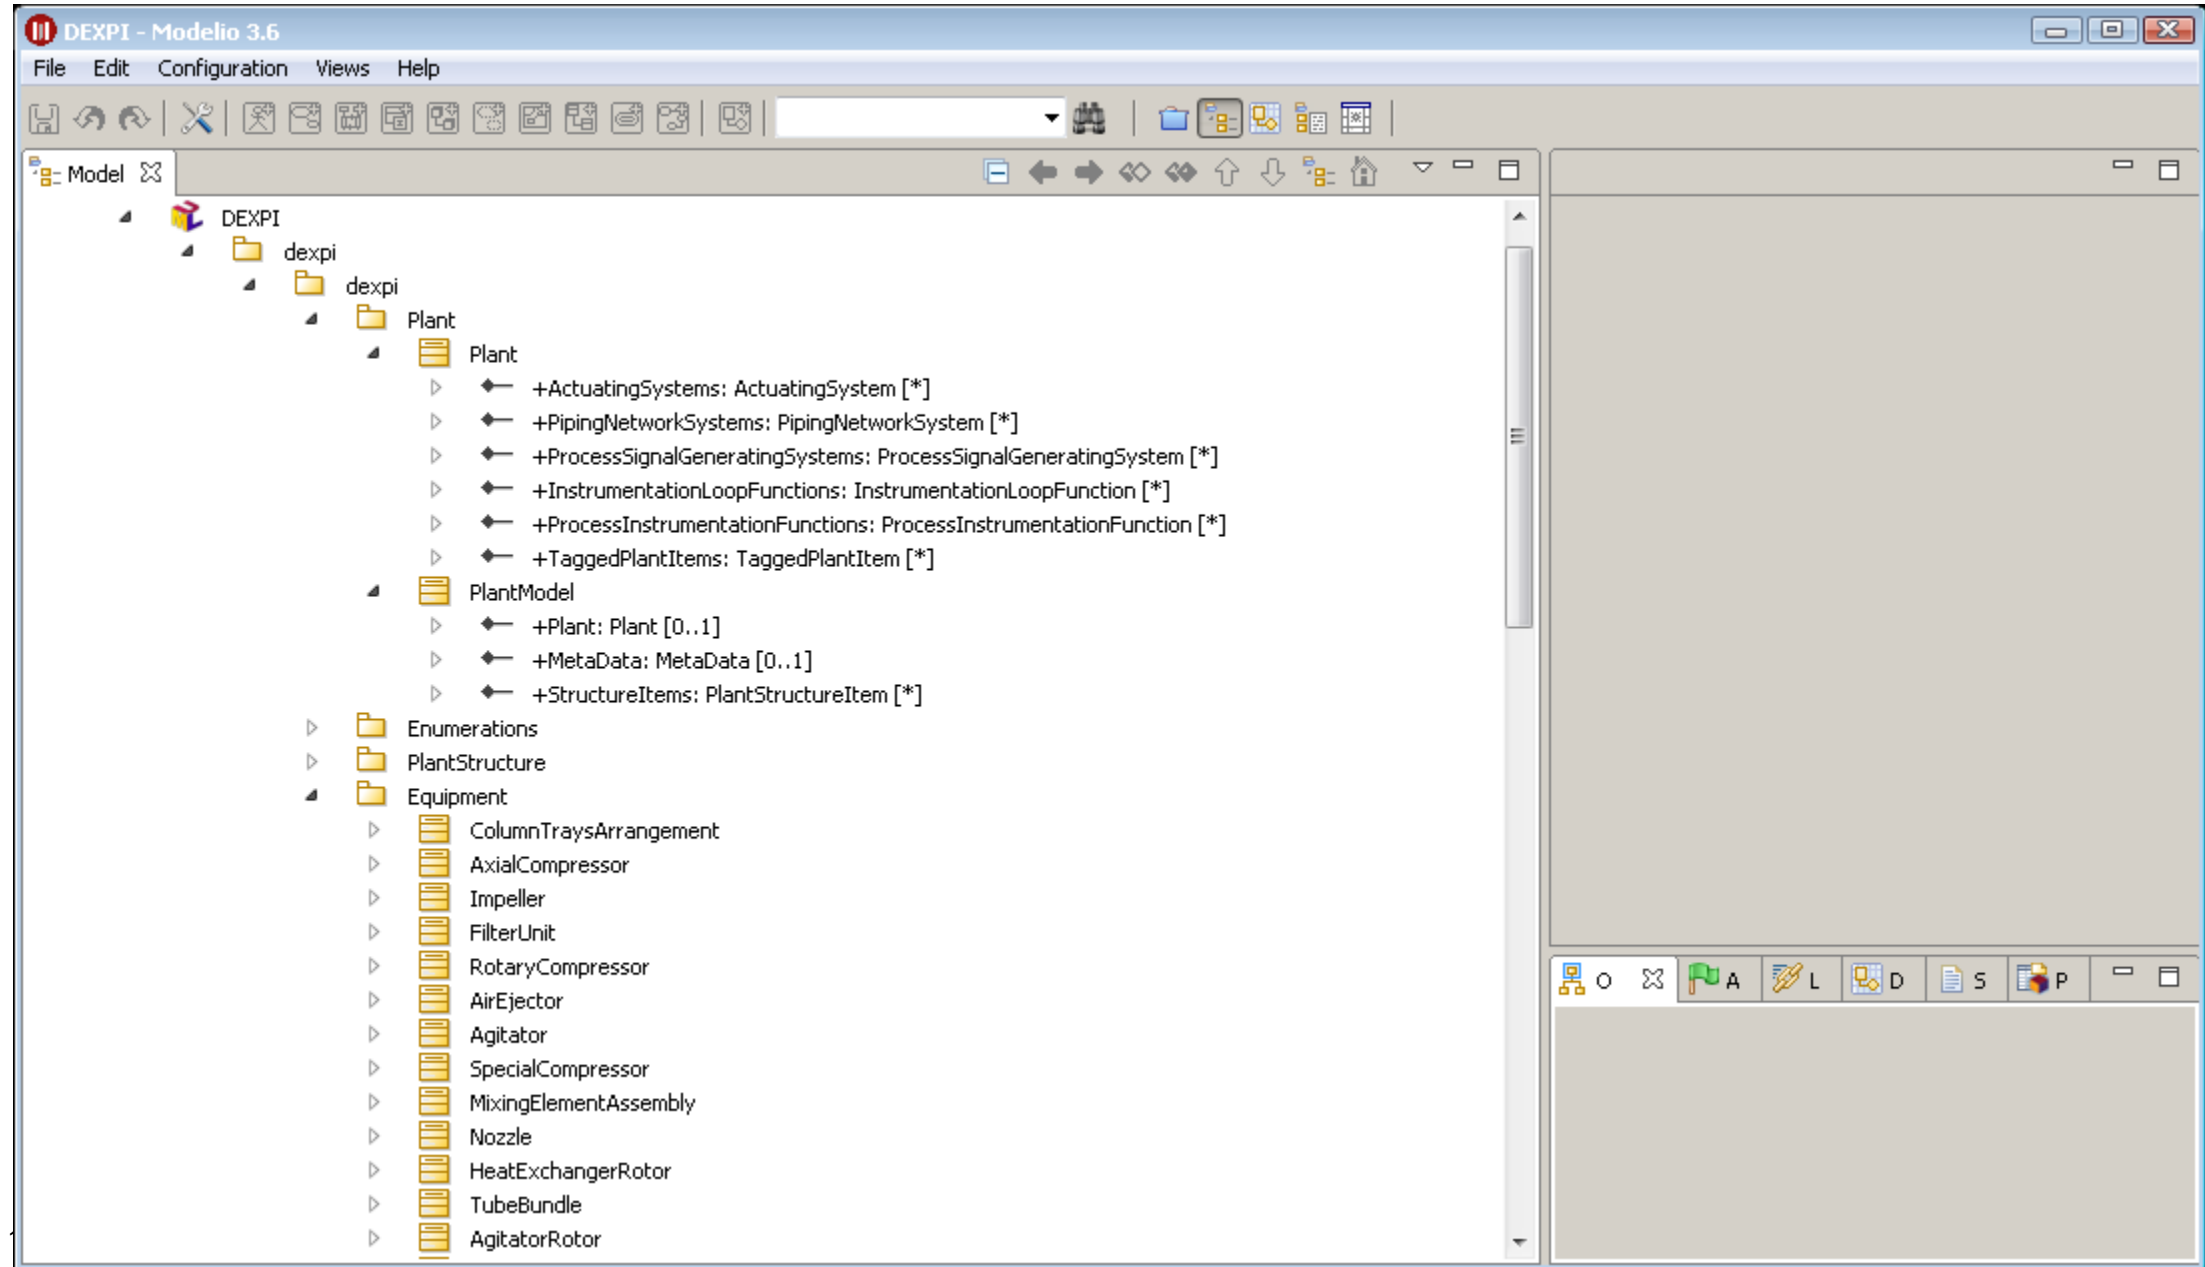 DEXPI - Modelio 3.6
File Edit Configuration Views Help
Model
DEXPI
dexpi
dexpi
Plant
Plant
+ActuatingSystems: ActuatingSystem [*]
+PipingNetworkSystems: PipingNetworkSystem [*]
+ProcessSignalGeneratingSystems: ProcessSignalGeneratingSystem [*]
+InstrumentationLoopFunctions: InstrumentationLoopFunction [*]
+ProcessInstrumentationFunctions: ProcessInstrumentationFunction [*]
+TaggedPlantItems: TaggedPlantItem [*]
PlantModel
+Plant: Plant [0..1]
+MetaData: MetaData [0..1]
+StructureItems: PlantStructureItem [*]
Enumerations
PlantStructure
Equipment
ColumnTraysArrangement
AxialCompressor
Impeller
FilterUnit
RotaryCompressor
AirEjector
Agitator
SpecialCompressor
MixingElementAssembly
Nozzle
HeatExchangerRotor
TubeBundle
AgitatorRotor
O A L D S P